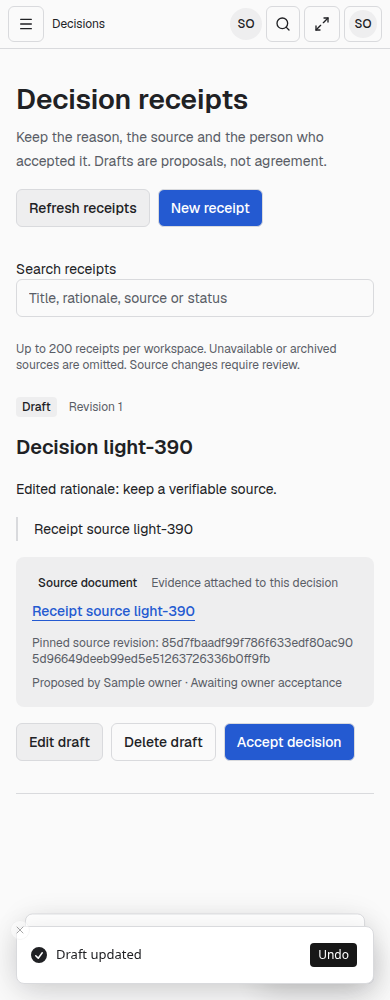 Decisions
SO
SO
Decision receipts
Keep the reason, the source and the person who
accepted it. Drafts are proposals, not agreement.
Refresh receipts
New receipt
Search receipts
Title, rationale, source or status
Up to 200 receipts per workspace. Unavailable or archived
sources are omitted. Source changes require review.
Draft
Revision 1
Decision light-390
Edited rationale: keep a verifiable source.
Receipt source light-390
Source document
Evidence attached to this decision
Receipt source light-390
Pinned source revision: 85d7fbaadf99f786f633edf80ac90
5d96649deeb99ed5e51263726336b0ff9fb
Proposed by Sample owner · Awaiting owner acceptance
Edit draft
Delete draft
Accept decision
Draft updated
Undo